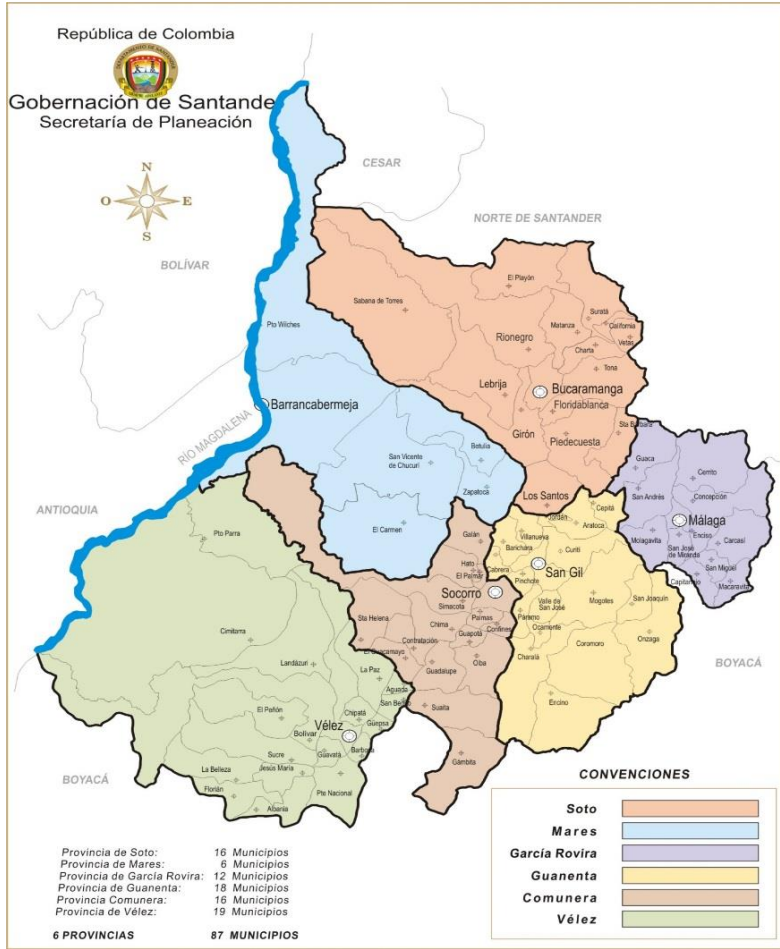 República de Colombia
Gobernación de Santande
Secretaría de Planeación
N
O
E
S
CESAR
NORTE DE SANTANDER
BOLÍVAR
El Playón
Sabana de Torres
Suratá
Pto Wilches
Matanza
California
Rionegro
Vetas
Charta
Tona
Lebrija
Bucaramanga
Barrancabermeja
Floridablanca
RÍO MAGDALENA
Girón
Piedecuesta
Sta Bárbara
San Vicente
de Chucurí
Betulia
Guaca
Cerrito
Zapatoca
San Andrés
Concepción
Los Santos
ANTIOQUIA
Cepitá
Málaga
El Carmen
Jordán
Aratoca
Pto Parra
Galán
Villanueva
Molagavita
Enciso
Carcasí
Barichara
Curití
San José
de Miranda
Hato
Cabrera
San Gil
San Miguel
El Palmar
Pinchote
Capitanejo
Macaravita
Socorro
Simacota
Valle de
San José
Mogotes
San Joaquín
Sta Helena
Palmas
Páramo
Chima
Confines
Cimitarra
Guapotá
Ocamonte
Onzaga
Contratación
Coromoro
El Guacamayo
Charalá
Landázuri
Guadalupe
Oiba
BOYACÁ
La Paz
Aguada
San Benito
Encino
El Peñón
Chipatá
Suaita
Vélez
Güepsa
Bolívar
Guavatá
Barbosa
Gámbita
Sucre
La Belleza
Jesús María
BOYACÁ
Florián
Pte Nacional
Albania
CONVENCIONES
Soto
Mares
García Rovira
Guanenta
Comunera
Vélez
Provincia de Soto: 16 Municipios
Provincia de Mares: 6 Municipios
Provincia de García Rovira: 12 Municipios
Provincia de Guanenta: 18 Municipios
Provincia Comunera: 16 Municipios
Provincia de Vélez: 19 Municipios
6 PROVINCIAS 87 MUNICIPIOS